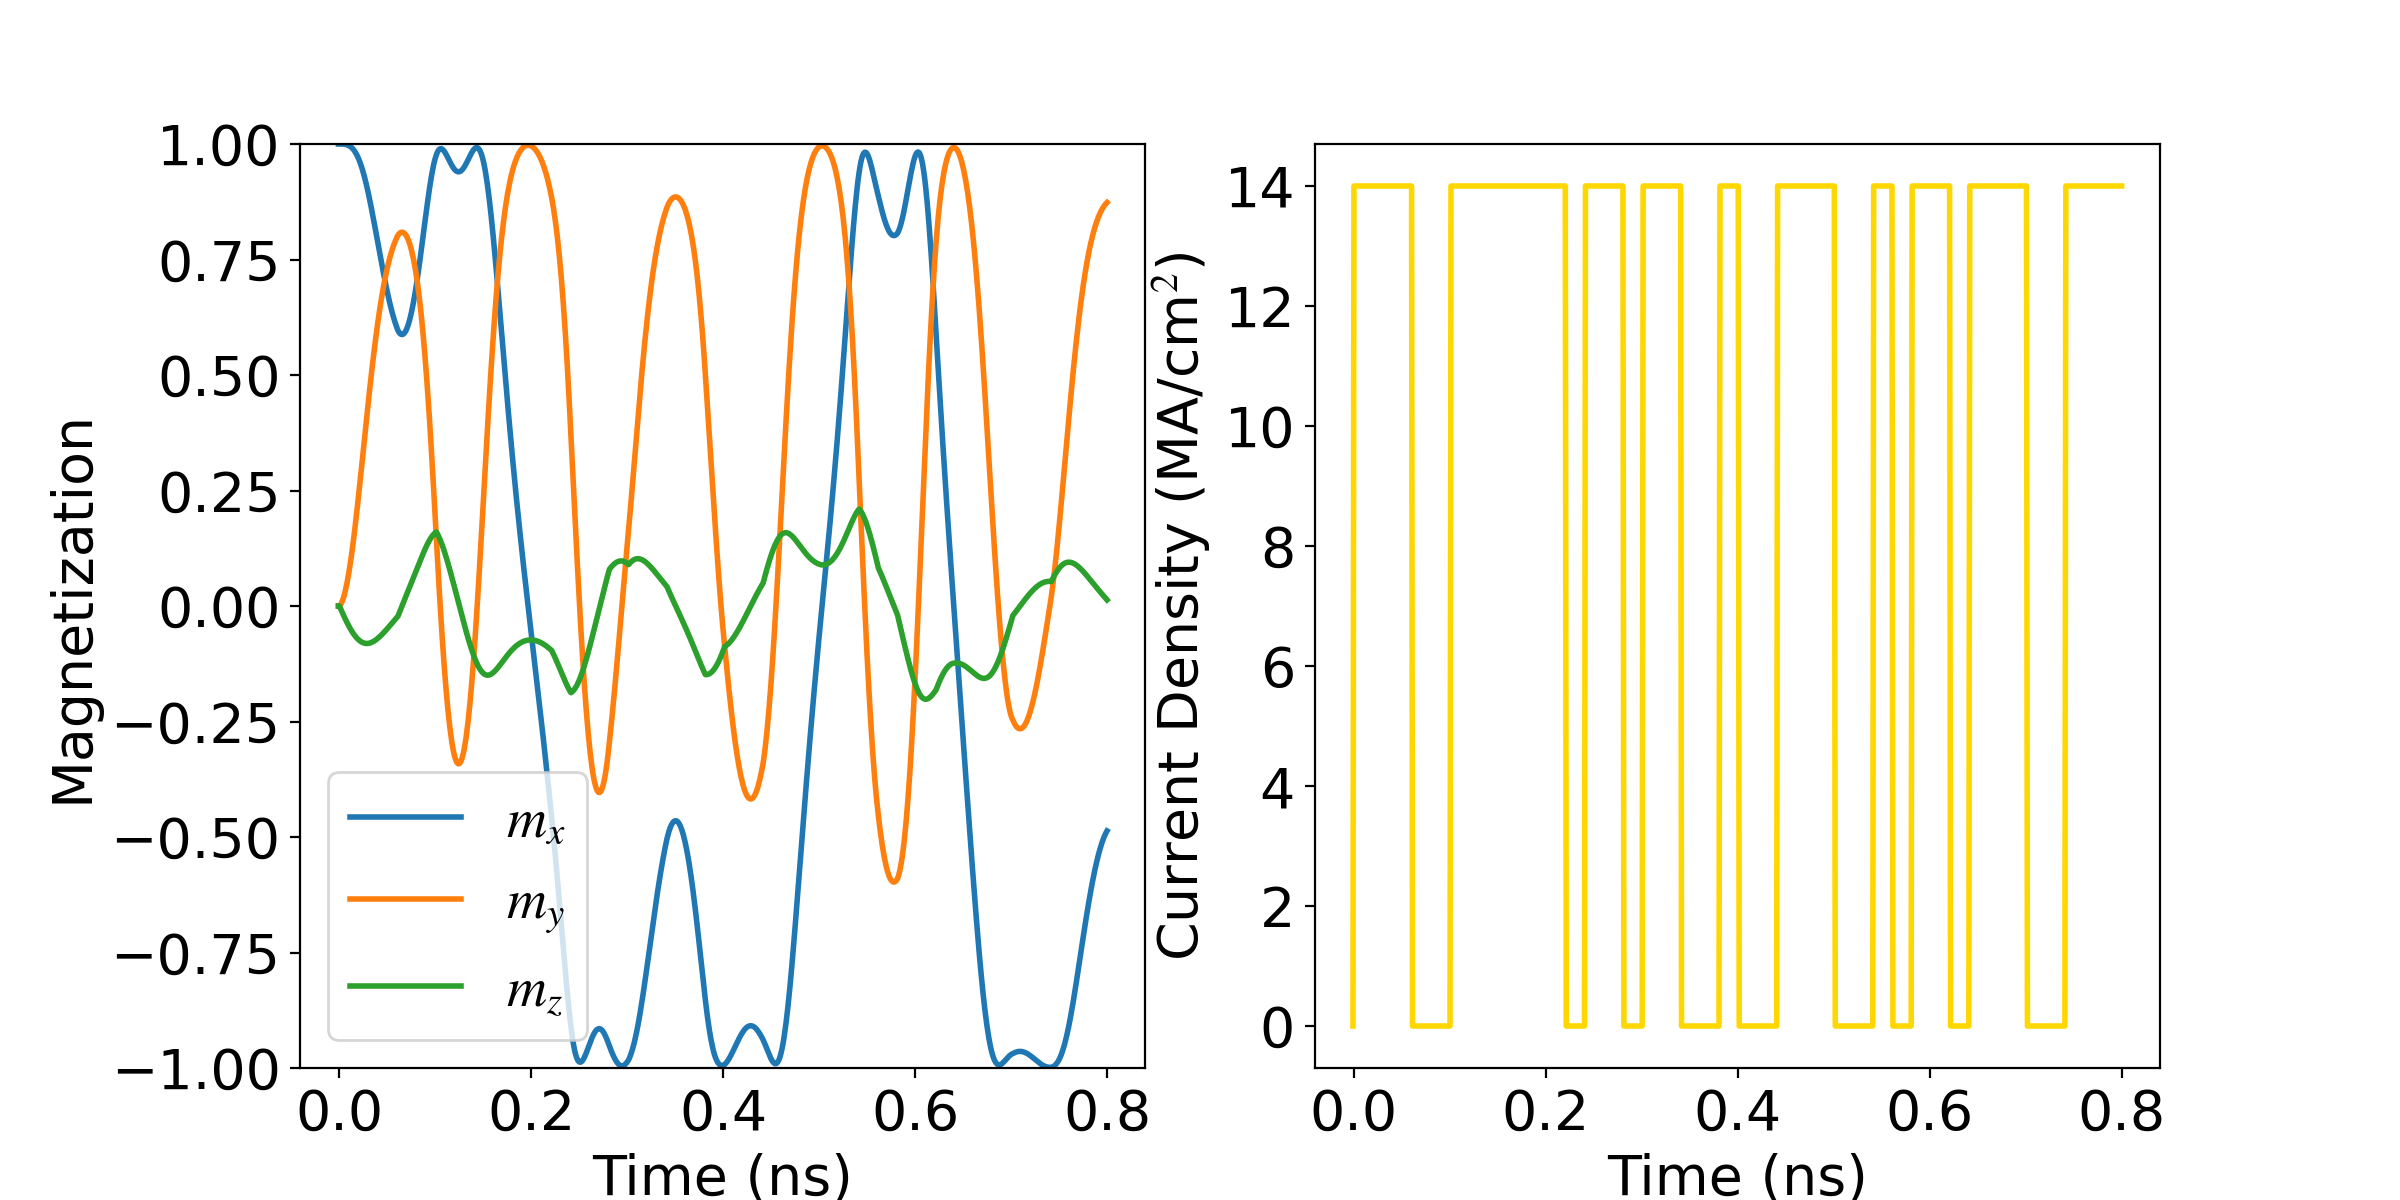 1.00
0.75
0.50
0.25
0.00
−0.25
−0.50
−0.75
−1.00
Magnetization
m_x
m_y
m_z
0.0 0.2 0.4 0.6 0.8
Time (ns)
14
12
10
8
6
4
2
0
Current Density (MA/cm²)
0.0 0.2 0.4 0.6 0.8
Time (ns)